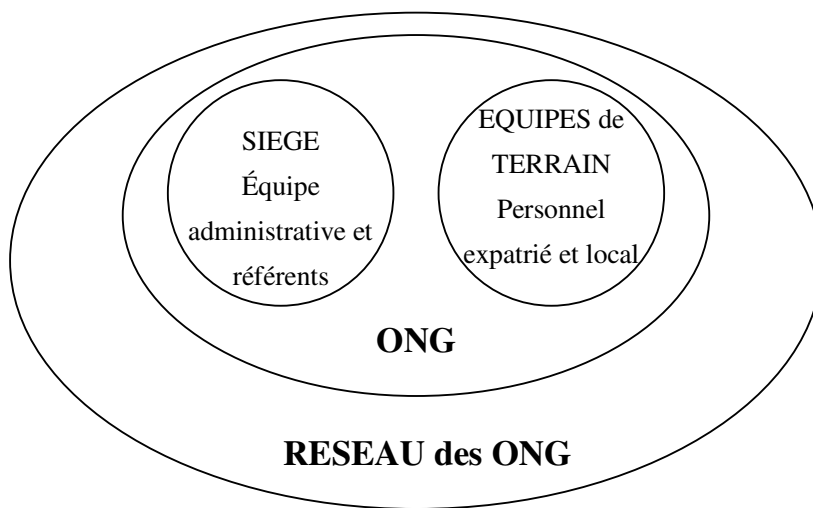 SIEGE
Équipe
administrative et
référents
EQUIPES de
TERRAIN
Personnel
expatrié et local
ONG
RESEAU des ONG